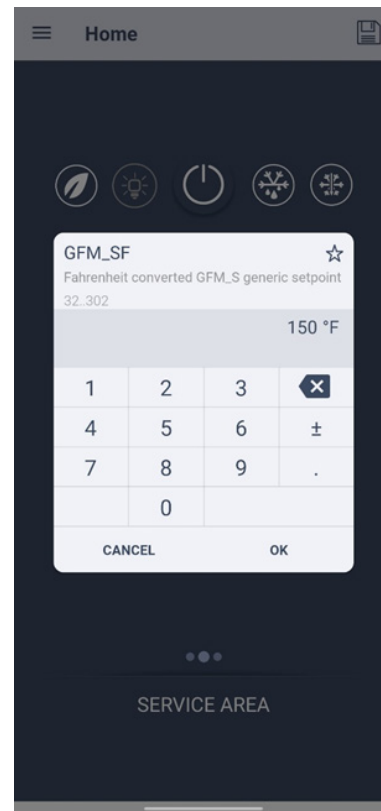 Home
GFM_SF
Fahrenheit converted GFM_S generic setpoint
32..302
150 °F
1 2 3
4 5 6 ±
7 8 9 .
0
CANCEL OK
SERVICE AREA